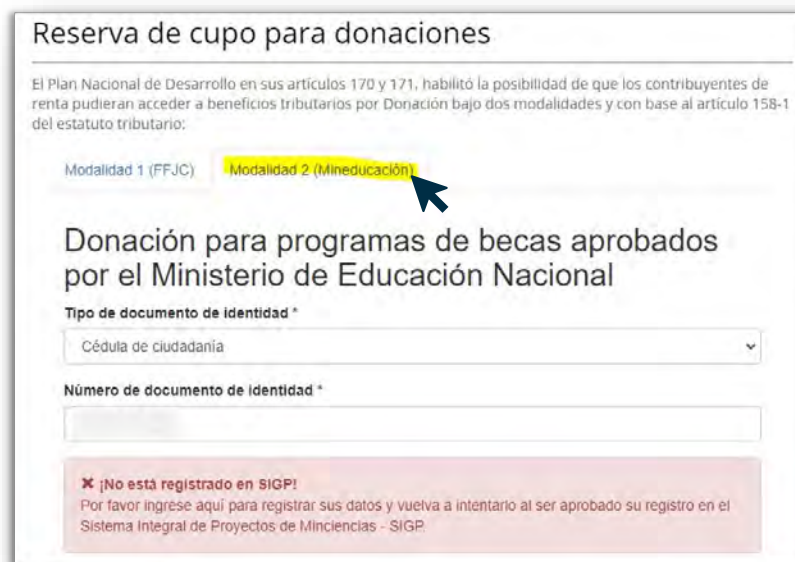 Reserva de cupo para donaciones
El Plan Nacional de Desarrollo en sus artículos 170 y 171, habilitó la posibilidad de que los contribuyentes de
renta pudieran acceder a beneficios tributarios por Donación bajo dos modalidades y con base al artículo 158-1
del estatuto tributario:
Modalidad 1 (FFJC) Modalidad 2 (Mineducación)
Donación para programas de becas aprobados
por el Ministerio de Educación Nacional
Tipo de documento de identidad *
Cédula de ciudadanía
Número de documento de identidad *
✖ ¡No está registrado en SIGP!
Por favor ingrese aquí para registrar sus datos y vuelva a intentarlo al ser aprobado su registro en el
Sistema Integral de Proyectos de Minciencias - SIGP.